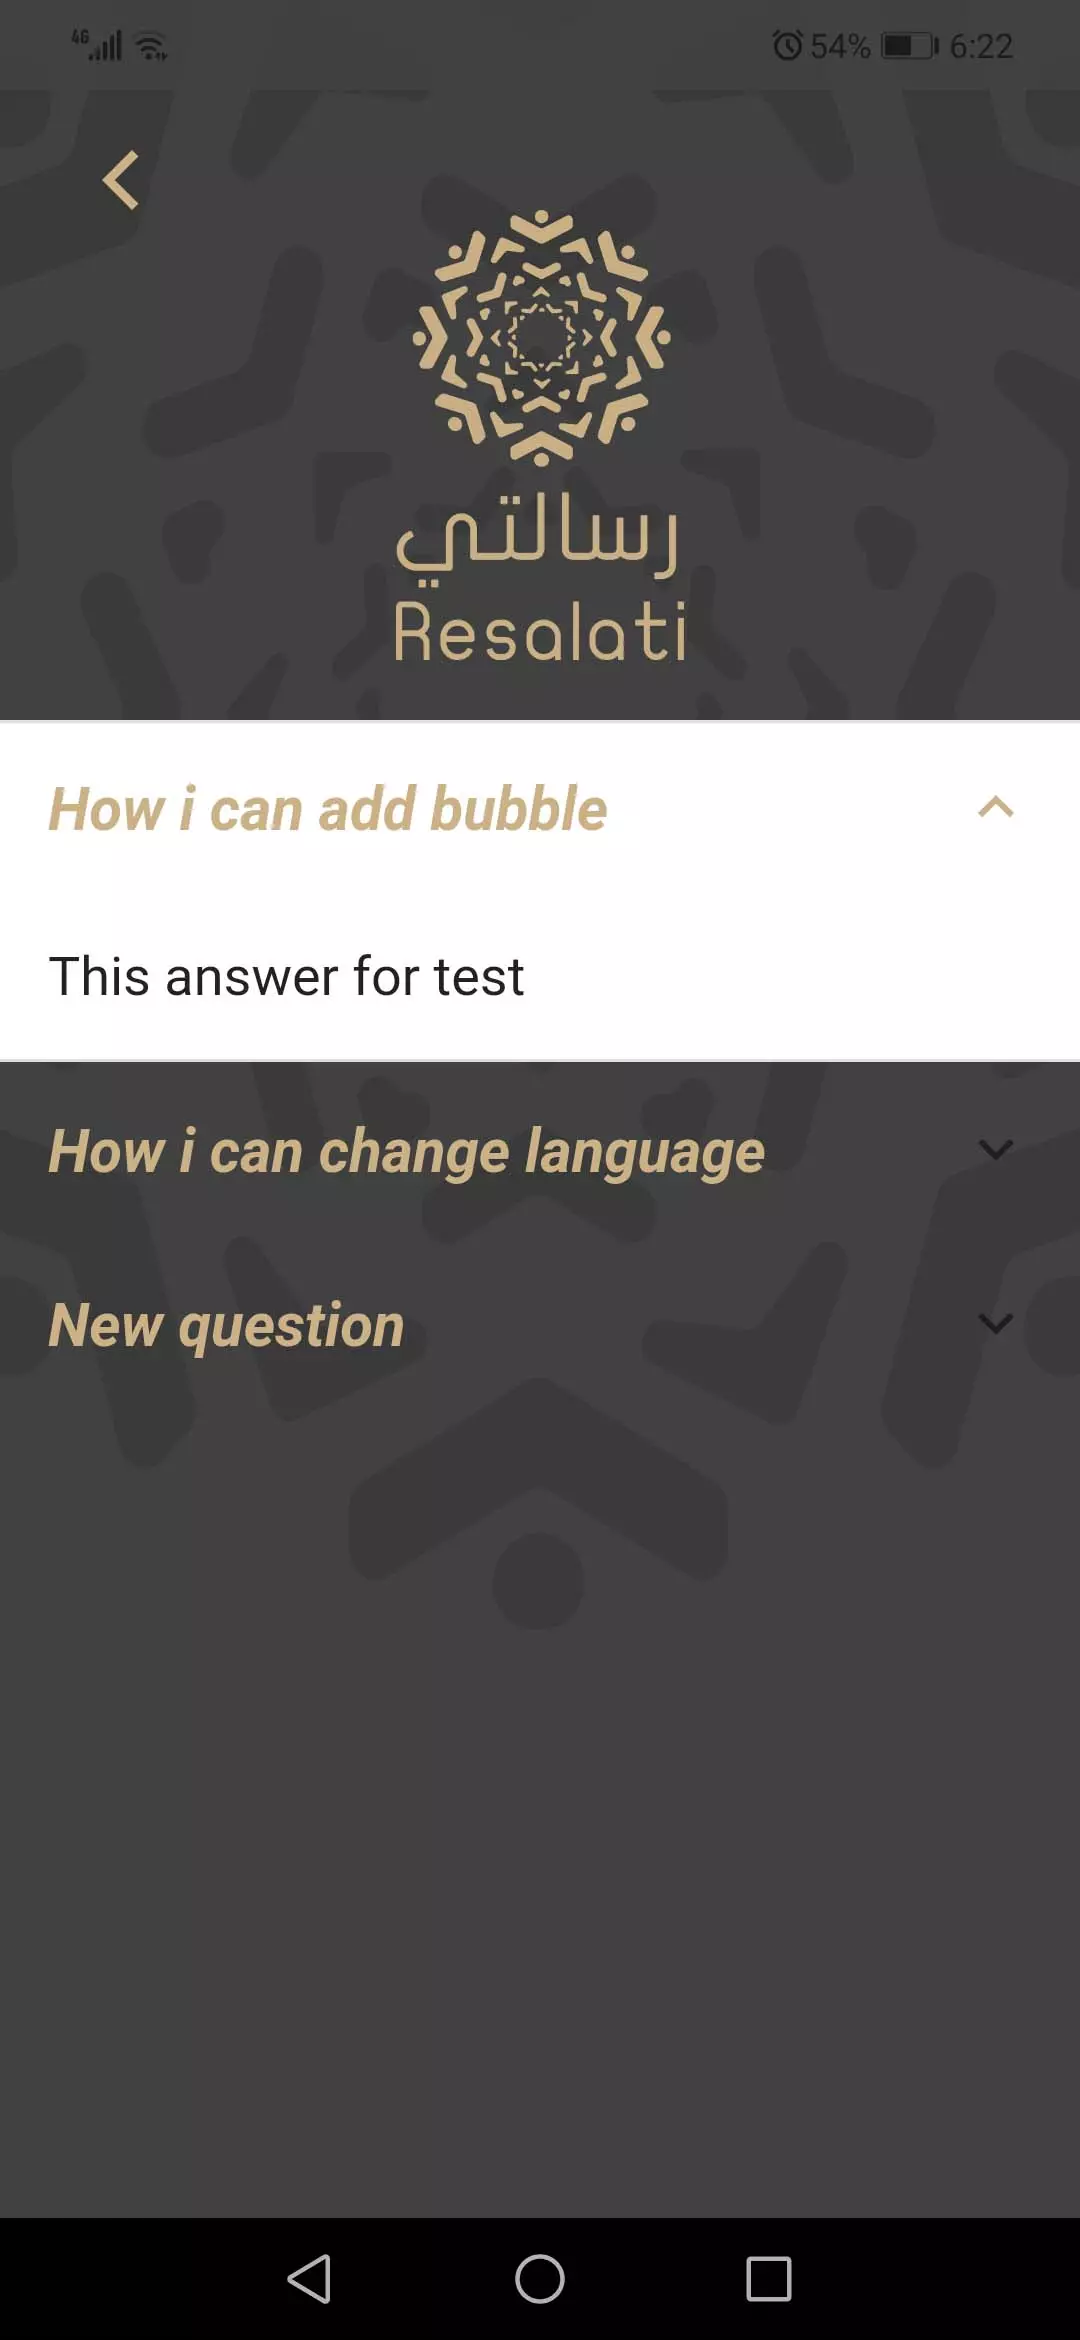 4G 54% 6:22
رسالتي
Resalati
How i can add bubble
This answer for test
How i can change language
New question